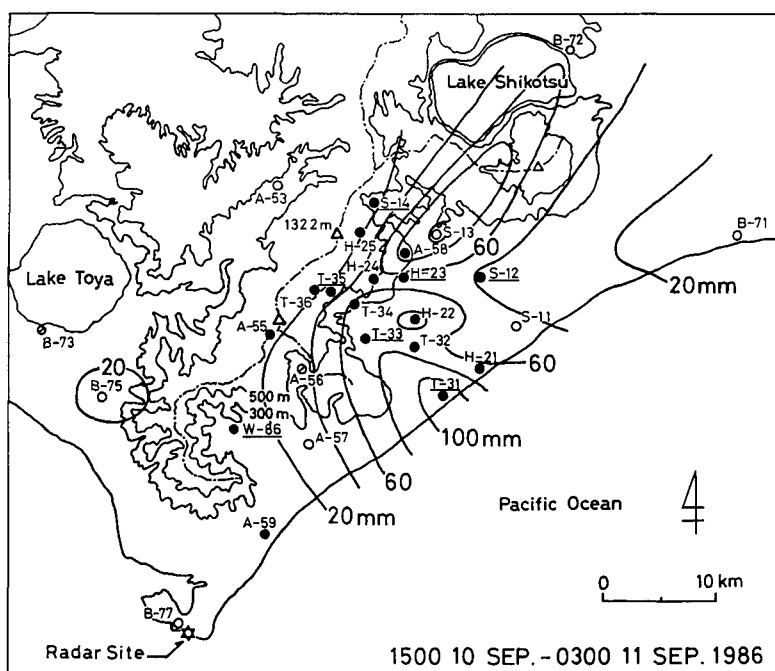 B-72
Lake Shikotsu
A-53
S-14
1322 m
S-13
B-71
H-25
A-58
60
Lake Toya
H-24
H-23
S-12
T-35
20mm
T-36
T-34
H-22
S-11
A-55
T-33
T-32
B-73
H-21
60
20
A-56
B-75
T-31
500 m
300 m
100mm
W-86
A-57
60
Pacific Ocean
20mm
A-59
0 10 km
B-77
Radar Site
1500 10 SEP.-0300 11 SEP. 1986